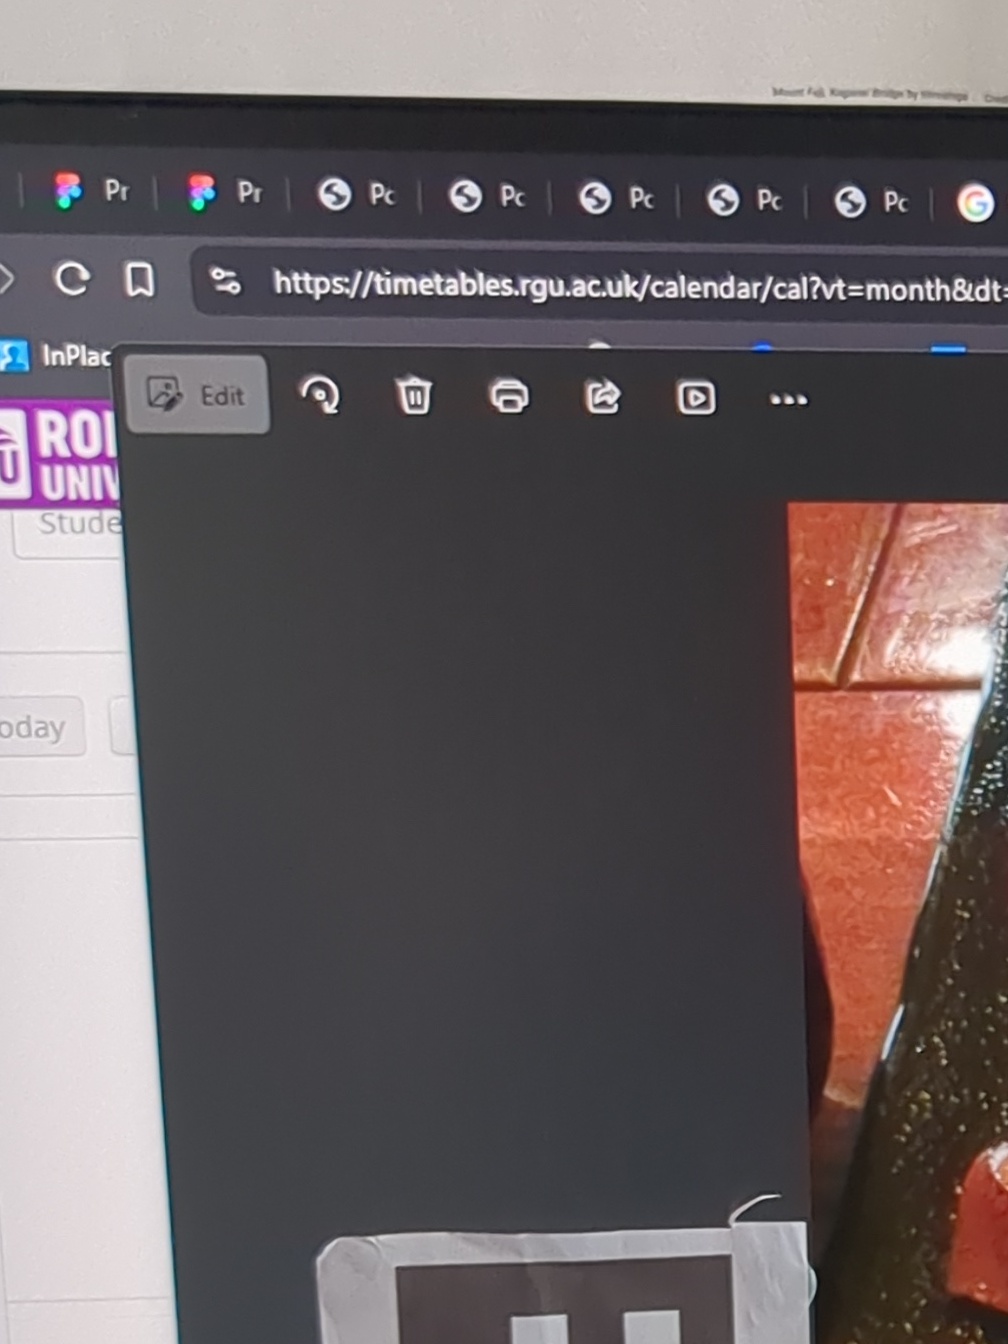 Pr Pr Pc Pc Pc Pc Pc
https://timetables.rgu.ac.uk/calendar/cal?vt=month&dt=
InPlac
Edit
ROI
UNIV
Stude
oday